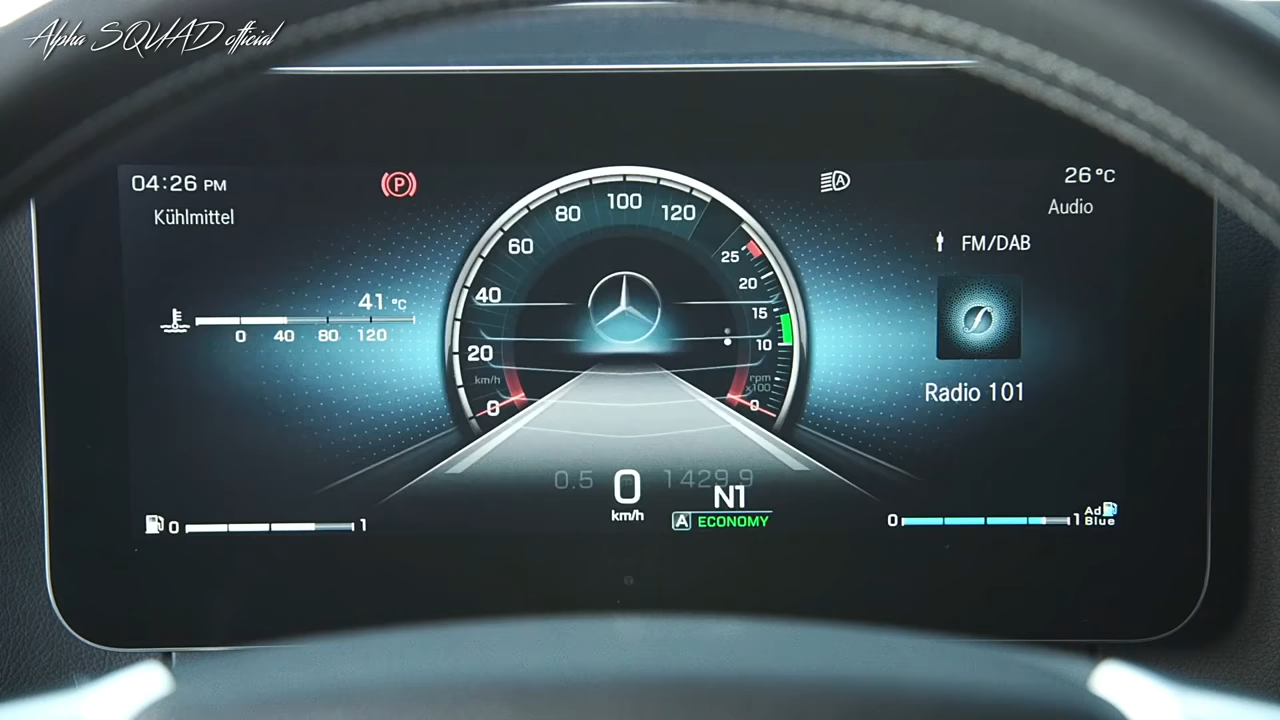 Alpha SQUAD official
04:26 PM
26 °C
Kühlmittel
Audio
P
A
FM/DAB
41 °C
0 40 80 120
0 20 40 60 80 100 120
km/h
25
20
15
10
0
rpm
x100
Radio 101
0.5
1429.9
0
km/h
N1
A ECONOMY
0 1
0 1
Ad
Blue